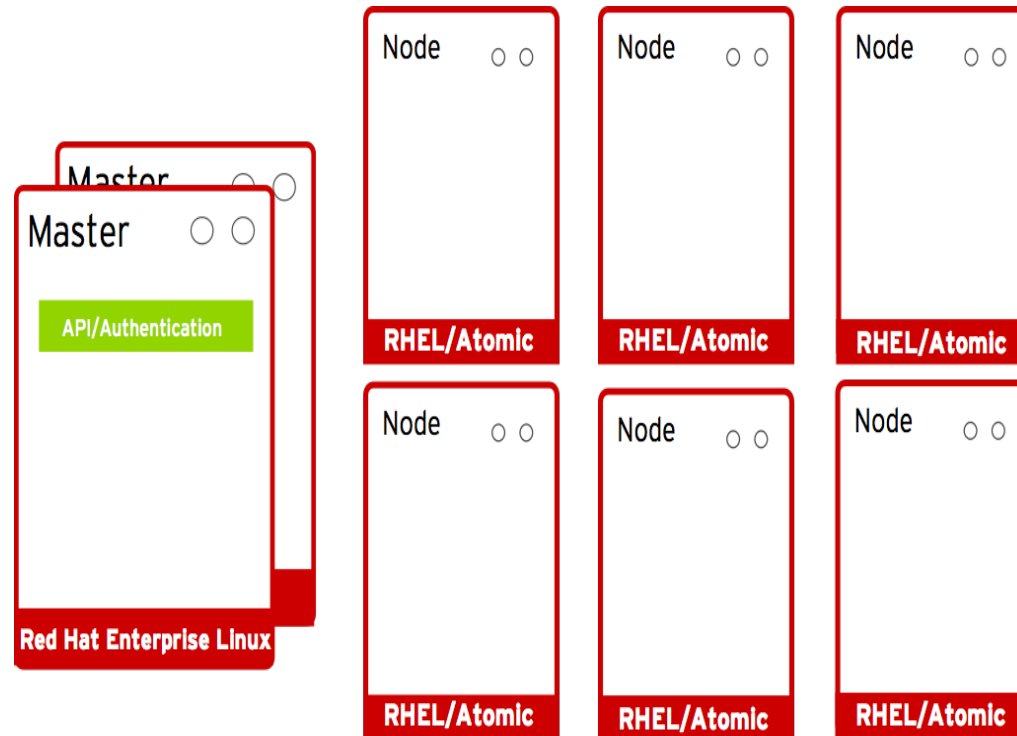 Master
Master
API/Authentication
Red Hat Enterprise Linux
Node
Node
Node
RHEL/Atomic
RHEL/Atomic
RHEL/Atomic
Node
Node
Node
RHEL/Atomic
RHEL/Atomic
RHEL/Atomic